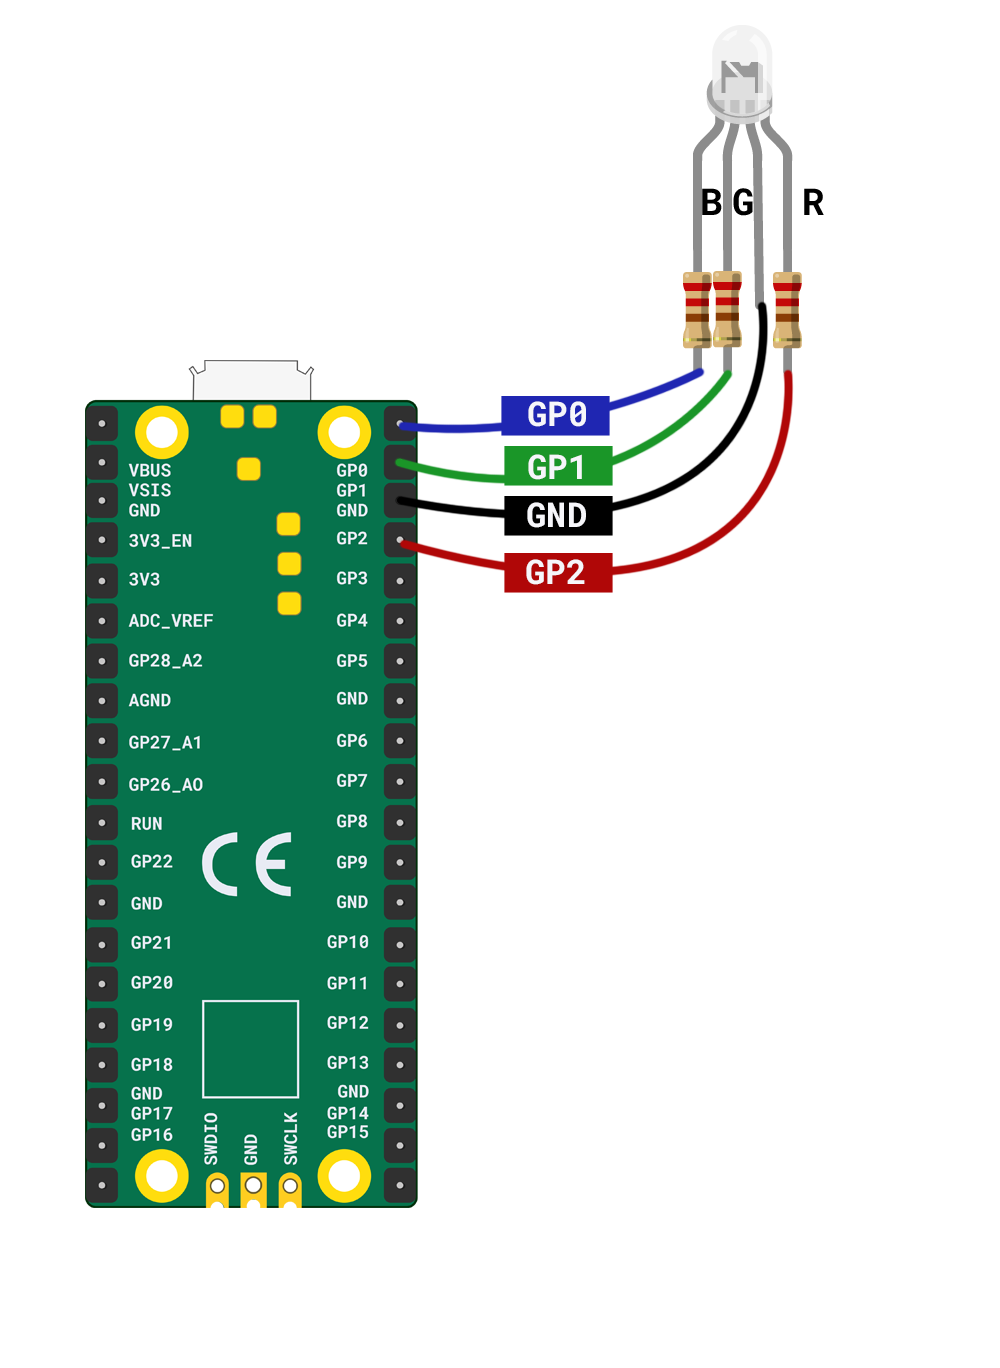 B G R
GP0
GP1
GND
GP2
VBUS
VSIS
GND
3V3_EN
3V3
ADC_VREF
GP28_A2
AGND
GP27_A1
GP26_AO
RUN
GP22
GND
GP21
GP20
GP19
GP18
GND
GP17
GP16
GP0
GP1
GND
GP2
GP3
GP4
GP5
GND
GP6
GP7
GP8
GP9
GND
GP10
GP11
GP12
GP13
GND
GP14
GP15
CE
SWDIO
GND
SWCLK